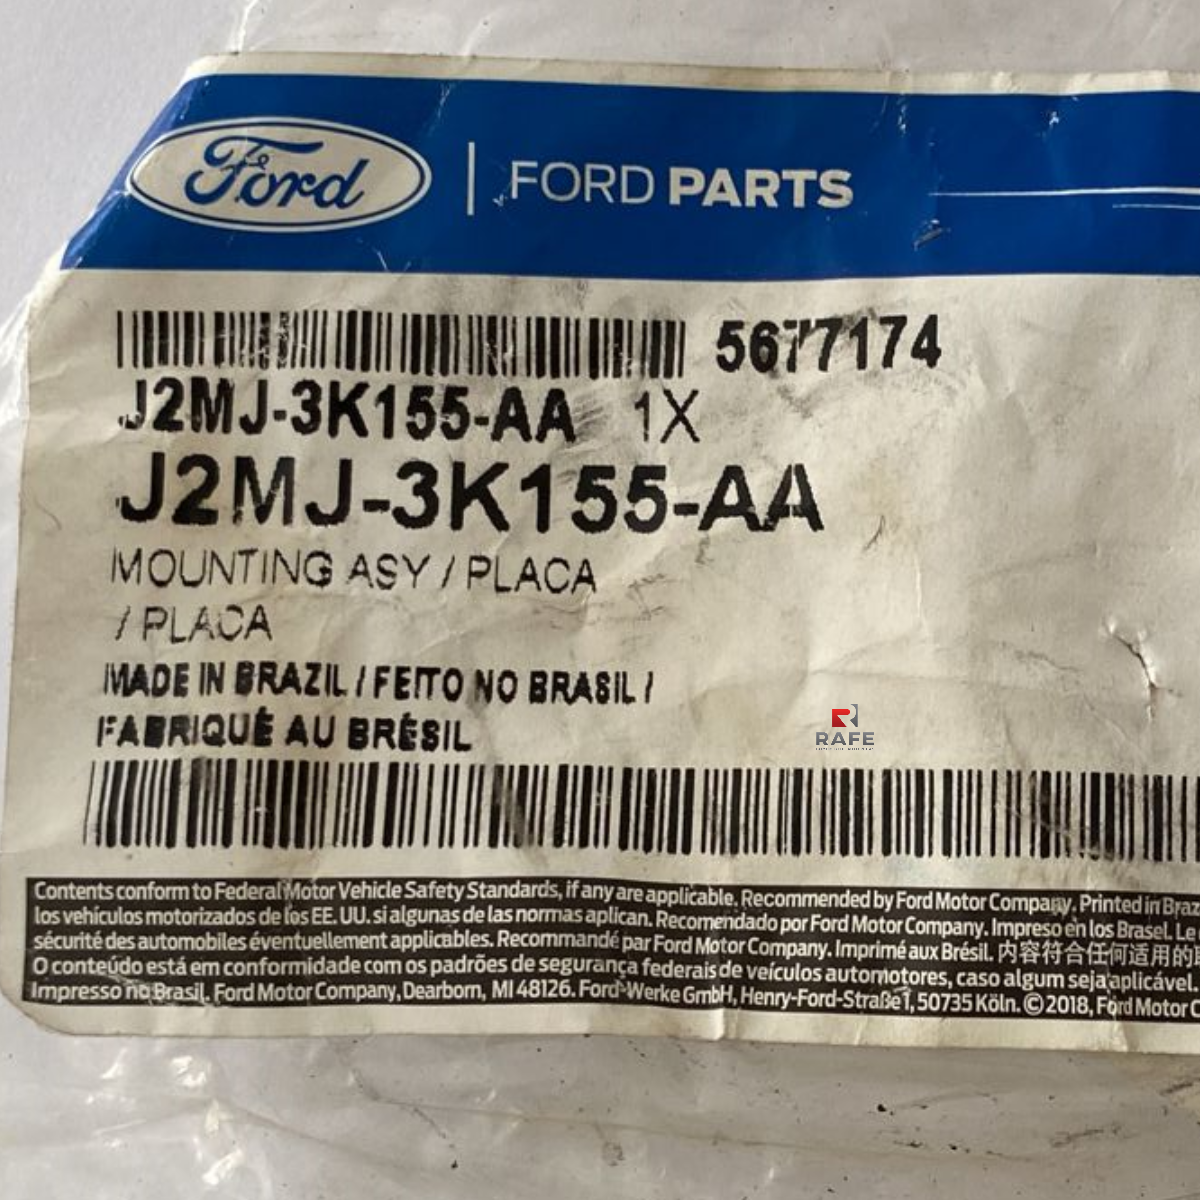 Ford | FORD PARTS
5677174
J2MJ-3K155-AA 1X
J2MJ-3K155-AA
MOUNTING ASY / PLACA
/ PLACA
MADE IN BRAZIL / FEITO NO BRASIL /
FABRIQUÉ AU BRÉSIL
RAFE
Contents conform to Federal Motor Vehicle Safety Standards, if any are applicable. Recommended by Ford Motor Company. Printed in Braz
los vehículos motorizados de los EE. UU. si algunas de las normas aplican. Recomendado por Ford Motor Company. Impreso en los Brasel. Le
sécurité des automobiles éventuellement applicables. Recommandé par Ford Motor Company. Imprimé aux Brésil. 内容符合任何适用的
O conteúdo está em conformidade com os padrões de segurança federais de veículos automotores, caso algum seja aplicável.
Impresso no Brasil. Ford Motor Company, Dearborn, MI 48126. Ford-Werke GmbH, Henry-Ford-Straße 1, 50735 Köln. © 2018, Ford Motor C